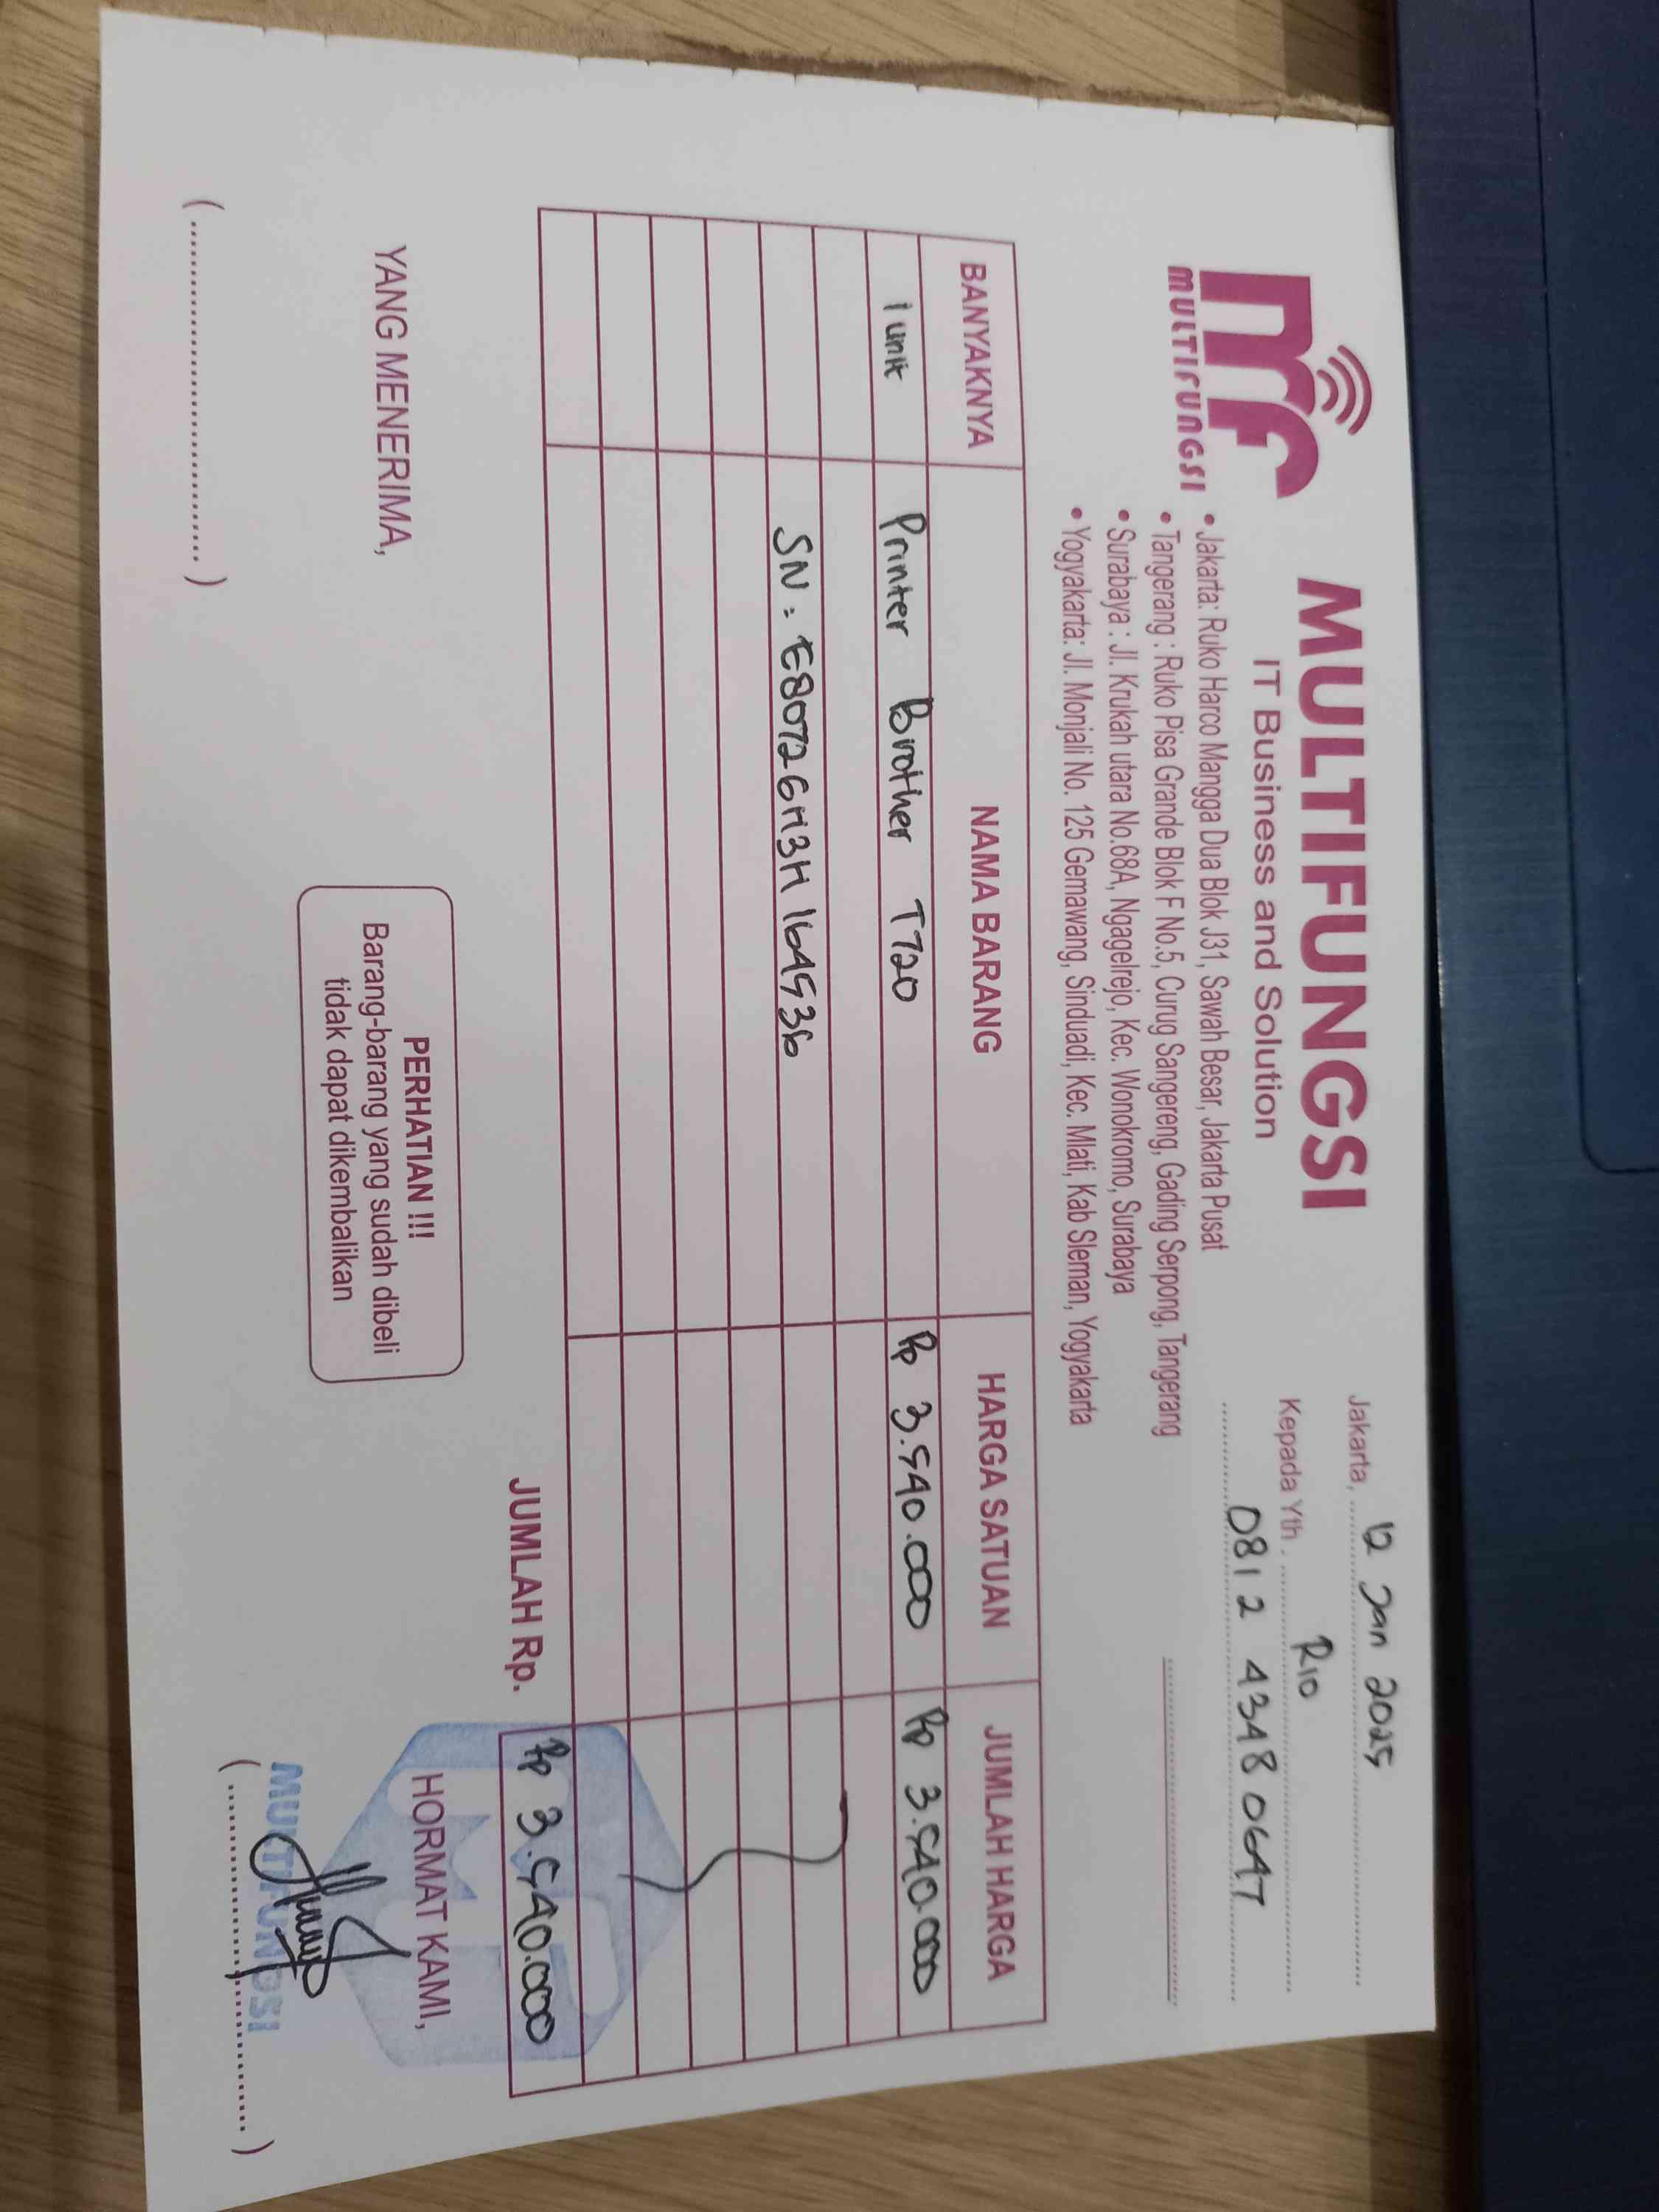 MULTIFUNGSI
MULTIFUNGSI
IT Business and Solution
• Jakarta: Ruko Harco Mangga Dua Blok J31, Sawah Besar, Jakarta Pusat
• Tangerang : Ruko Pisa Grande Blok F No.5, Curug Sangereng, Gading Serpong, Tangerang
• Surabaya : Jl. Krukah utara No.68A, Ngagelrejo, Kec. Wonokromo, Surabaya
• Yogyakarta: Jl. Monjali No. 125 Gemawang, Sinduadi, Kec. Mlati, Kab Sleman, Yogyakarta
Jakarta, 12 Jan 2025
Kepada Yth. Rio
0812 4348 0647
BANYAKNYA NAMA BARANG HARGA SATUAN JUMLAH HARGA
1 unit Printer Brother T720 Rp 3.540.000 Rp 3.540.000
SN :
JUMLAH Rp. Rp 3.540.000
YANG MENERIMA,
PERHATIAN !!!
Barang-barang yang sudah dibeli
tidak dapat dikembalikan
HORMAT KAMI,
MULTIFUNGSI